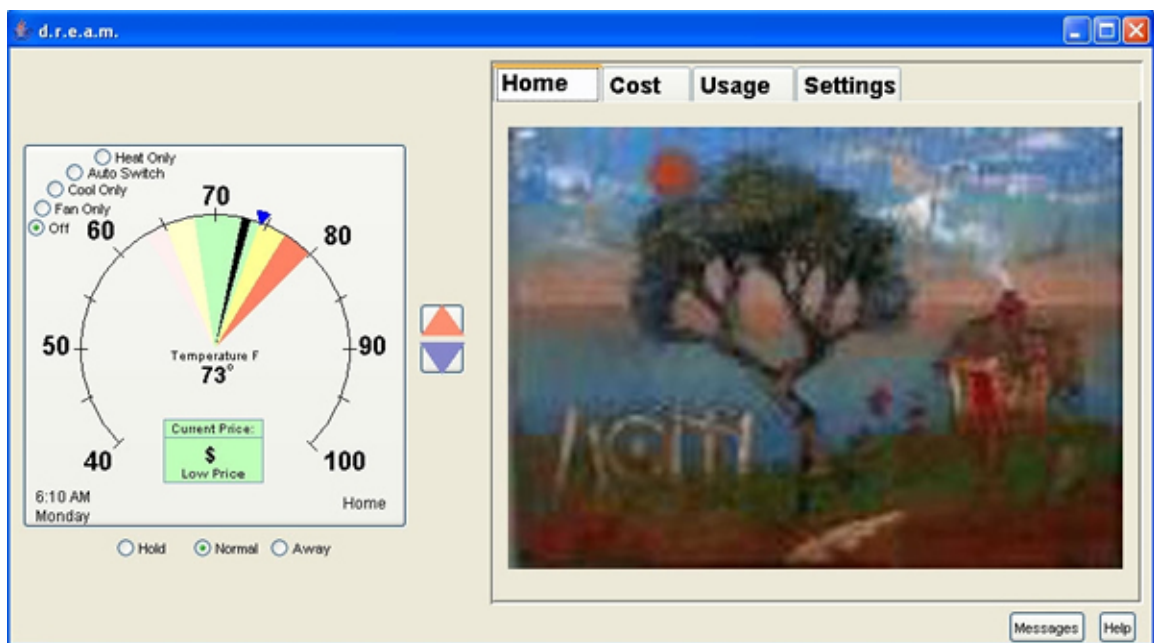 d.r.e.a.m.
Home Cost Usage Settings
Heat Only
Auto Switch
Cool Only
Fan Only
Off
40
50
60
70
80
90
100
Temperature F
73°
Current Price:
$
Low Price
6:10 AM
Monday
Home
Hold Normal Away
Messages Help